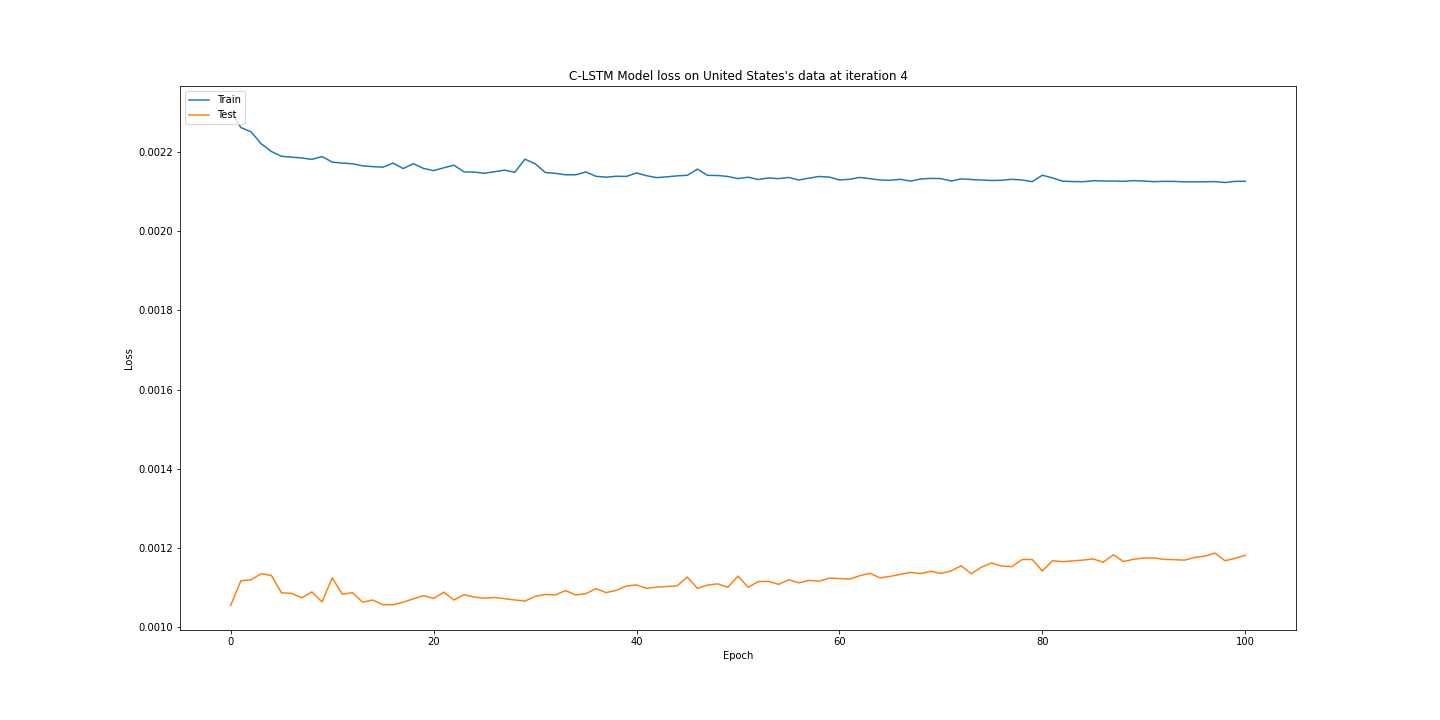 C-LSTM Model loss on United States's data at iteration 4
Train
Test
0.0022
0.0020
0.0018
0.0016
0.0014
0.0012
0.0010
Loss
0 20 40 60 80 100
Epoch